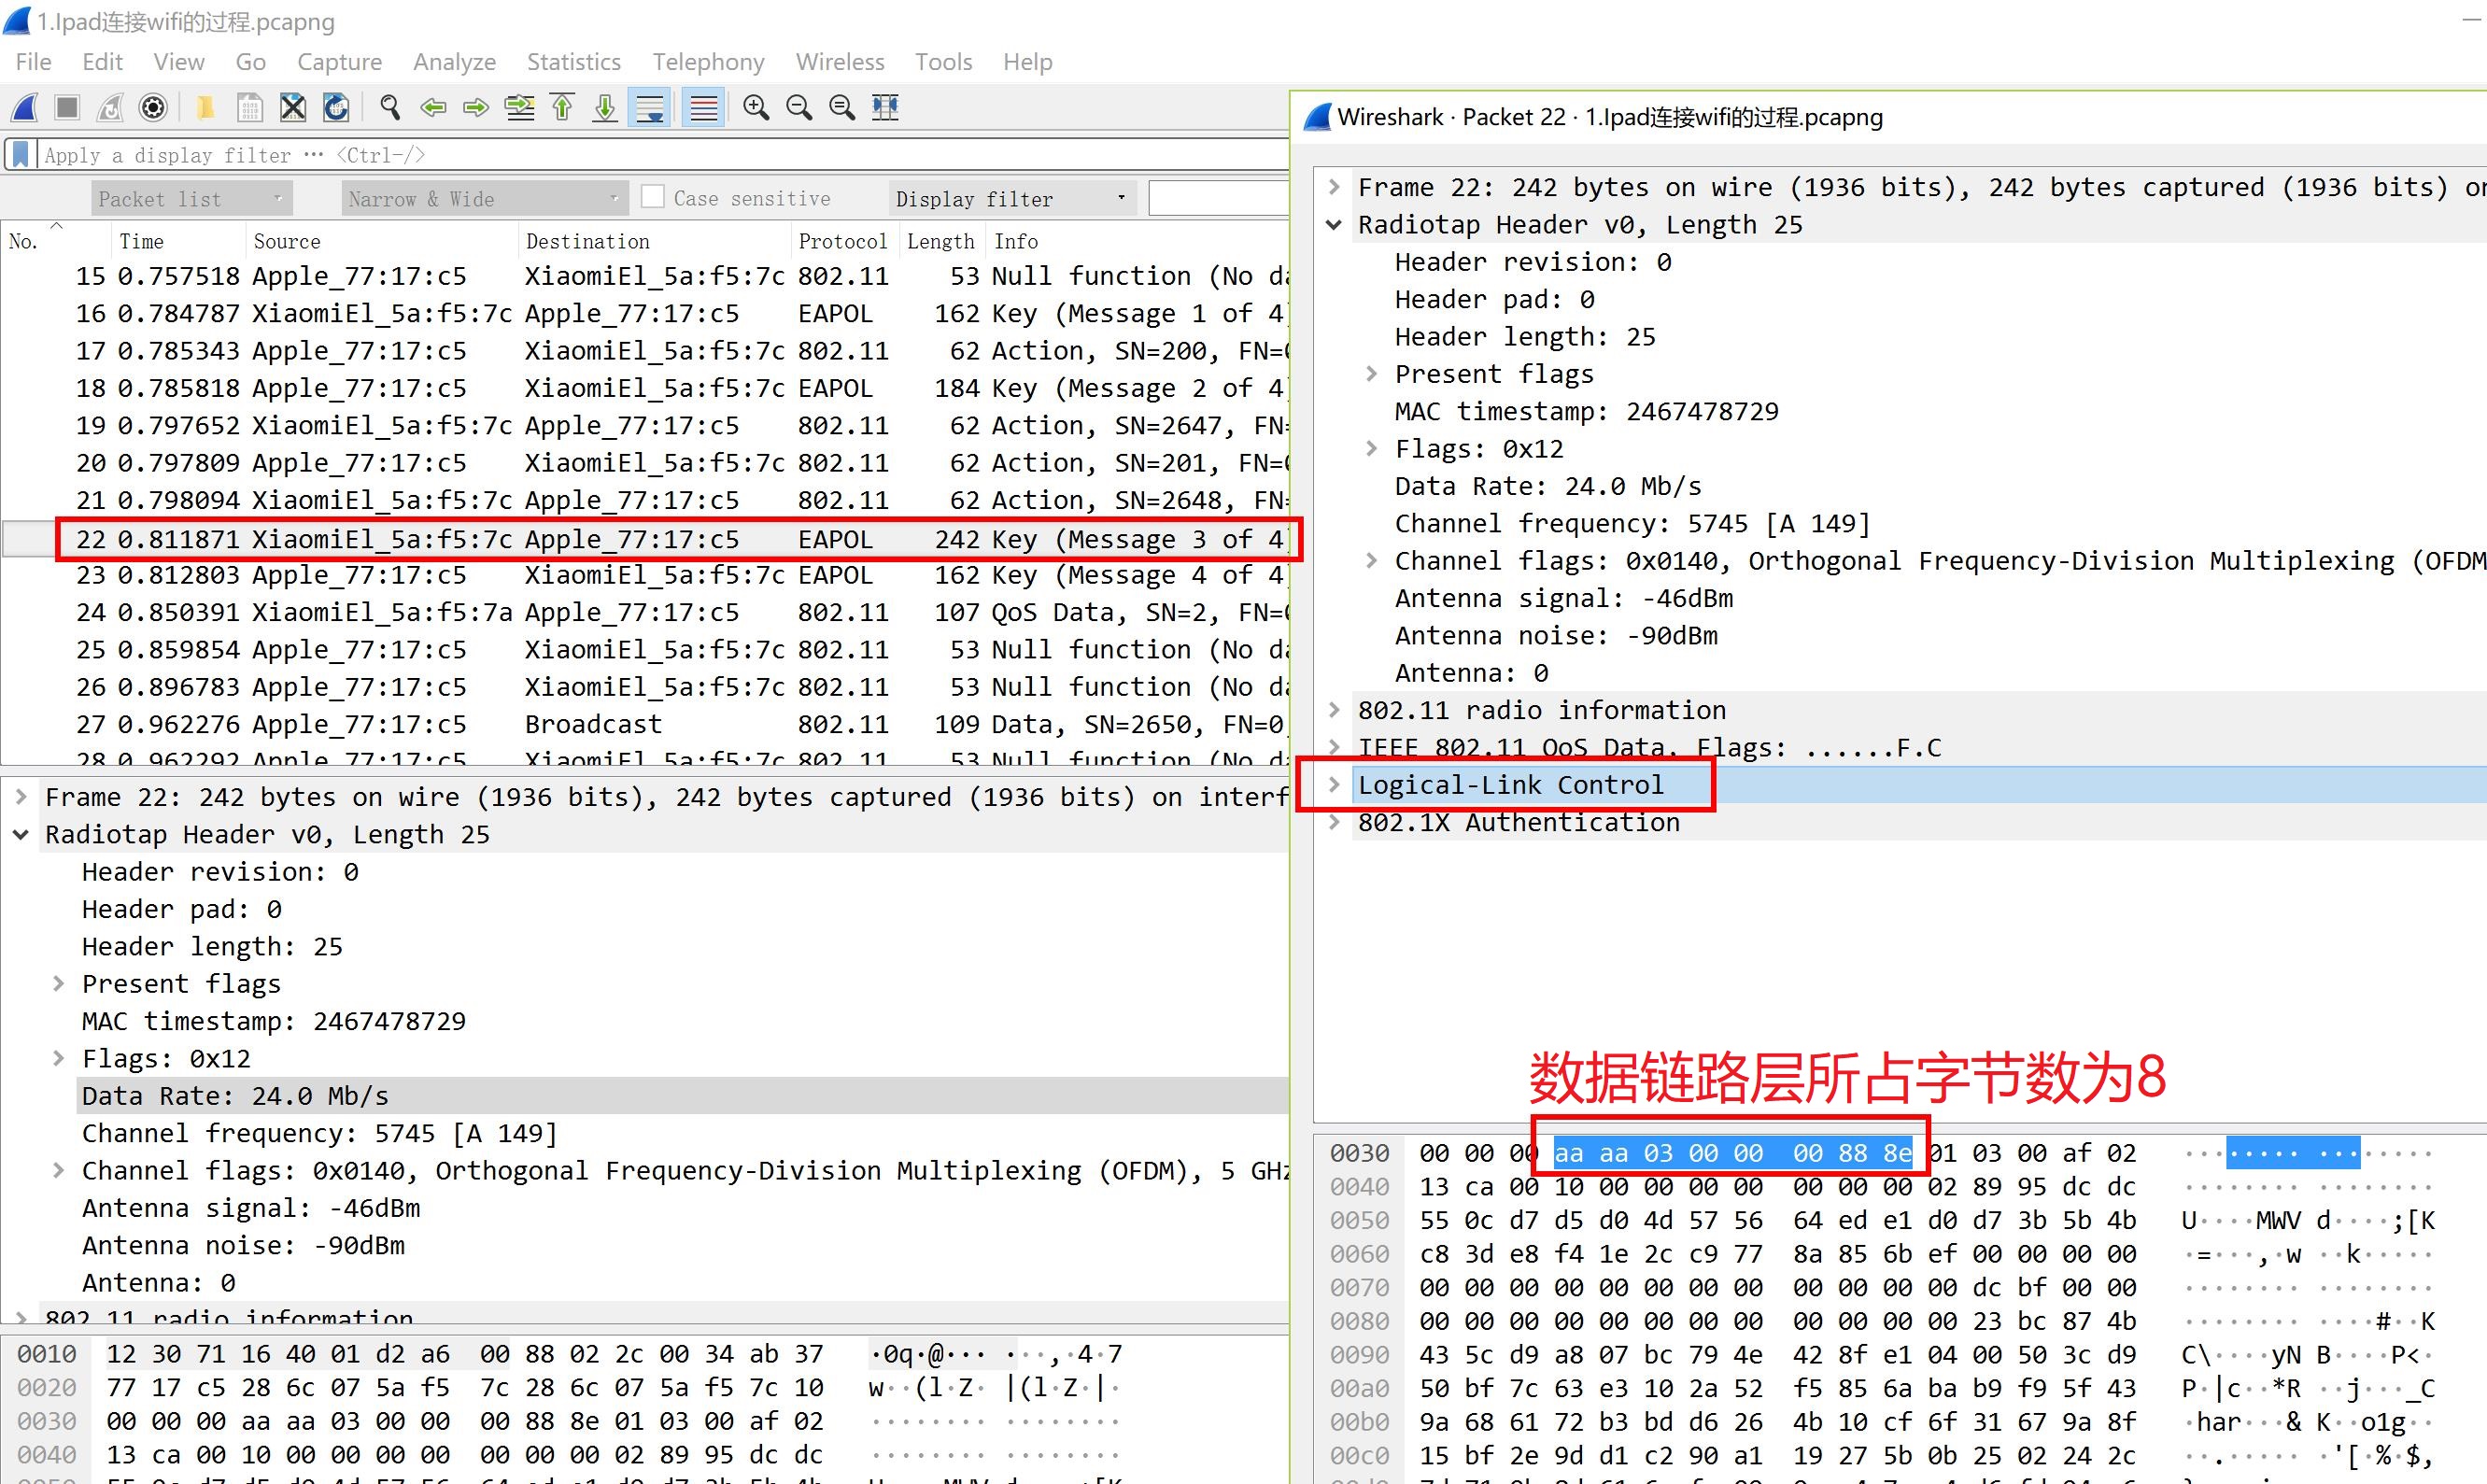 1.Ipad连接wifi的过程.pcapng
File Edit View Go Capture Analyze Statistics Telephony Wireless Tools Help
Apply a display filter … <Ctrl-/>
Packet list Narrow & Wide Case sensitive Display filter
No. Time Source Destination Protocol Length Info
15 0.757518 Apple_77:17:c5 XiaomiEl_5a:f5:7c 802.11 53 Null function (No da
16 0.784787 XiaomiEl_5a:f5:7c Apple_77:17:c5 EAPOL 162 Key (Message 1 of 4)
17 0.785343 Apple_77:17:c5 XiaomiEl_5a:f5:7c 802.11 62 Action, SN=200, FN=0
18 0.785818 Apple_77:17:c5 XiaomiEl_5a:f5:7c EAPOL 184 Key (Message 2 of 4)
19 0.797652 XiaomiEl_5a:f5:7c Apple_77:17:c5 802.11 62 Action, SN=2647, FN=
20 0.797809 Apple_77:17:c5 XiaomiEl_5a:f5:7c 802.11 62 Action, SN=201, FN=0
21 0.798094 XiaomiEl_5a:f5:7c Apple_77:17:c5 802.11 62 Action, SN=2648, FN=
22 0.811871 XiaomiEl_5a:f5:7c Apple_77:17:c5 EAPOL 242 Key (Message 3 of 4
23 0.812803 Apple_77:17:c5 XiaomiEl_5a:f5:7c EAPOL 162 Key (Message 4 of 4)
24 0.850391 XiaomiEl_5a:f5:7a Apple_77:17:c5 802.11 107 QoS Data, SN=2, FN=0
25 0.859854 Apple_77:17:c5 XiaomiEl_5a:f5:7c 802.11 53 Null function (No da
26 0.896783 Apple_77:17:c5 XiaomiEl_5a:f5:7c 802.11 53 Null function (No da
27 0.962276 Apple_77:17:c5 Broadcast 802.11 109 Data, SN=2650, FN=0
28 0.962292 Apple_77:17:c5 XiaomiEl_5a:f5:7c 802.11 53 Null function (No da
Frame 22: 242 bytes on wire (1936 bits), 242 bytes captured (1936 bits) on interf
Radiotap Header v0, Length 25
Header revision: 0
Header pad: 0
Header length: 25
Present flags
MAC timestamp: 2467478729
Flags: 0x12
Data Rate: 24.0 Mb/s
Channel frequency: 5745 [A 149]
Channel flags: 0x0140, Orthogonal Frequency-Division Multiplexing (OFDM), 5 GHz
Antenna signal: -46dBm
Antenna noise: -90dBm
Antenna: 0
802.11 radio information
0010 12 30 71 16 40 01 d2 a6 00 88 02 2c 00 34 ab 37 ·0q·@··· ···,·4·7
0020 77 17 c5 28 6c 07 5a f5 7c 28 6c 07 5a f5 7c 10 w··(l·Z· |(l·Z·|·
0030 00 00 00 aa aa 03 00 00 00 88 8e 01 03 00 af 02 ········ ········
0040 13 ca 00 10 00 00 00 00 00 00 00 02 89 95 dc dc ········ ········
Wireshark · Packet 22 · 1.Ipad连接wifi的过程.pcapng
Frame 22: 242 bytes on wire (1936 bits), 242 bytes captured (1936 bits) on
Radiotap Header v0, Length 25
Header revision: 0
Header pad: 0
Header length: 25
Present flags
MAC timestamp: 2467478729
Flags: 0x12
Data Rate: 24.0 Mb/s
Channel frequency: 5745 [A 149]
Channel flags: 0x0140, Orthogonal Frequency-Division Multiplexing (OFDM
Antenna signal: -46dBm
Antenna noise: -90dBm
Antenna: 0
802.11 radio information
IEEE 802.11 QoS Data, Flags: ......F.C
Logical-Link Control
802.1X Authentication
数据链路层所占字节数为8
0030 00 00 00 aa aa 03 00 00 00 88 8e 01 03 00 af 02 ········ ········
0040 13 ca 00 10 00 00 00 00 00 00 00 02 89 95 dc dc ········ ········
0050 55 0c d7 d5 d0 4d 57 56 64 ed e1 d0 d7 3b 5b 4b U····MWV d····;[K
0060 c8 3d e8 f4 1e 2c c9 77 8a 85 6b ef 00 00 00 00 ·=···,·w ··k·····
0070 00 00 00 00 00 00 00 00 00 00 00 00 dc bf 00 00 ········ ········
0080 00 00 00 00 00 00 00 00 00 00 00 00 23 bc 87 4b ········ ····#··K
0090 43 5c d9 a8 07 bc 79 4e 42 8f e1 04 00 50 3c d9 C\····yN B····P<·
00a0 50 bf 7c 63 e3 10 2a 52 f5 85 6a ba b9 f9 5f 43 P·|c··*R ··j···_C
00b0 9a 68 61 72 b3 bd d6 26 4b 10 cf 6f 31 67 9a 8f ·har···& K··o1g··
00c0 15 bf 2e 9d d1 c2 90 a1 19 27 5b 0b 25 02 24 2c ··.····· ·'[·%·$,